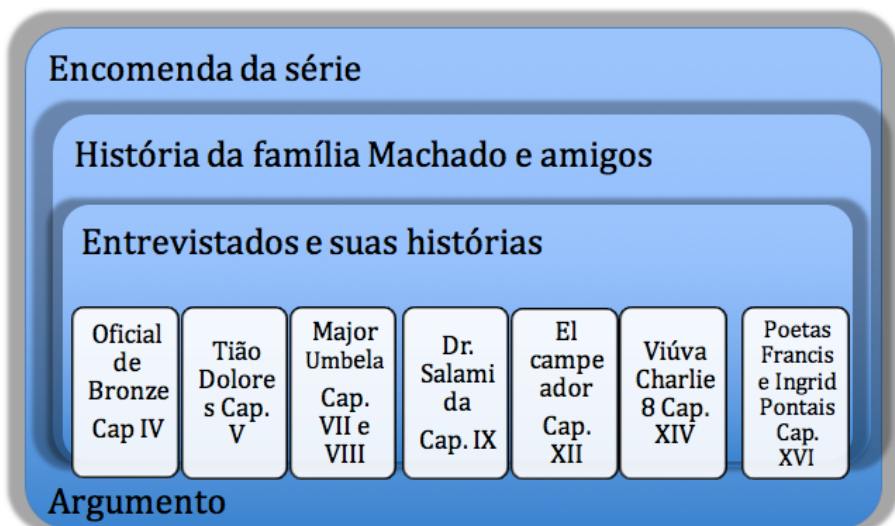 Encomenda da série
História da família Machado e amigos
Entrevistados e suas histórias
Oficial
de
Bronze
Cap IV
Tião
Dolore
s Cap.
V
Major
Umbela
Cap.
VII e
VIII
Dr.
Salami
da
Cap. IX
El
campe
ador
Cap.
XII
Viúva
Charlie
8 Cap.
XIV
Poetas
Francis
e Ingrid
Pontais
Cap.
XVI
Argumento